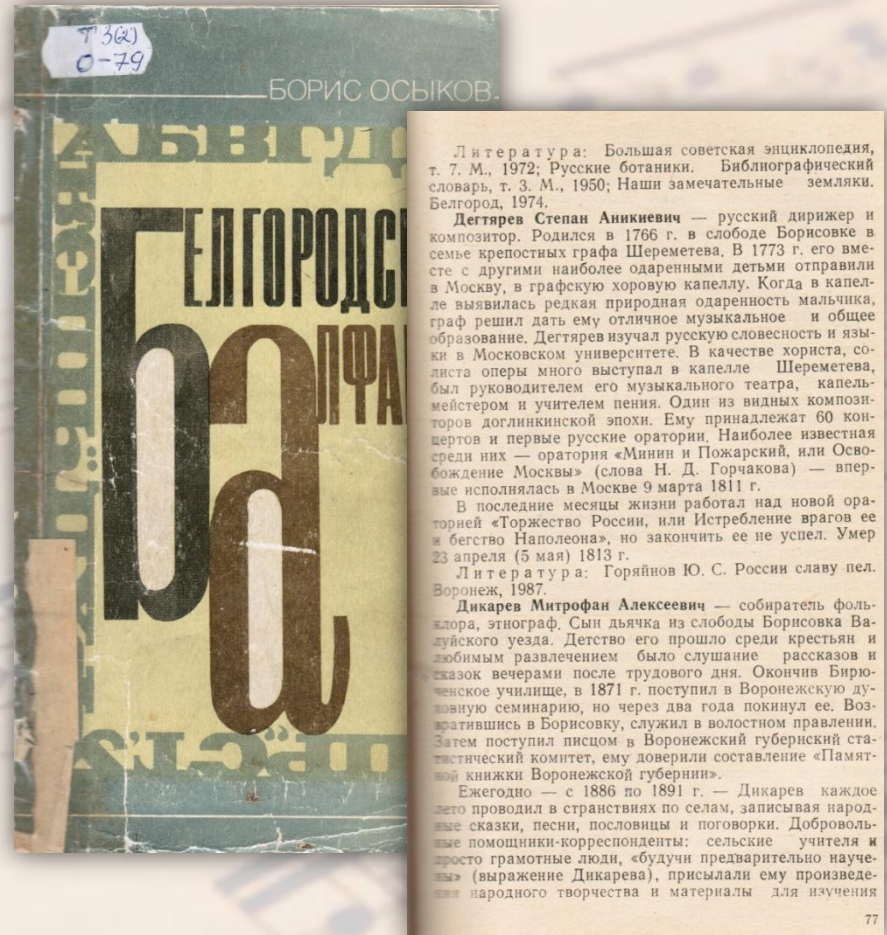 Т 3(2)
О-79
БОРИС ОСЫКОВ
АБВГД
БЕЛГОРОДС
АЛФА
Литература: Большая советская энциклопедия,
т. 7. М., 1972; Русские ботаники. Библиографический
словарь, т. 3. М., 1950; Наши замечательные земляки.
Белгород, 1974.
Дегтярев Степан Аникиевич — русский дирижер и
композитор. Родился в 1766 г. в слободе Борисовке в
семье крепостных графа Шереметева. В 1773 г. его вме-
сте с другими наиболее одаренными детьми отправили
в Москву, в графскую хоровую капеллу. Когда в капел-
ле выявилась редкая природная одаренность мальчика,
граф решил дать ему отличное музыкальное и общее
образование. Дегтярев изучал русскую словесность и язы-
ки в Московском университете. В качестве хориста, со-
листа оперы много выступал в капелле Шереметева,
был руководителем его музыкального театра, капель-
мейстером и учителем пения. Один из видных компози-
торов доглинкинской эпохи. Ему принадлежат 60 кон-
цертов и первые русские оратории. Наиболее известная
среди них — оратория «Минин и Пожарский, или Осво-
бождение Москвы» (слова Н. Д. Горчакова) — впер-
вые исполнялась в Москве 9 марта 1811 г.
В последние месяцы жизни работал над новой ора-
торией «Торжество России, или Истребление врагов ее
и бегство Наполеона», но закончить ее не успел. Умер
23 апреля (5 мая) 1813 г.
Литература: Горяйнов Ю. С. России славу пел.
Воронеж, 1987.
Дикарев Митрофан Алексеевич — собиратель фоль-
клора, этнограф. Сын дьячка из слободы Борисовка Ва-
луйского уезда. Детство его прошло среди крестьян и
любимым развлечением было слушание рассказов и
сказок вечерами после трудового дня. Окончив Бирю-
ченское училище, в 1871 г. поступил в Воронежскую ду-
ховную семинарию, но через два года покинул ее. Воз-
вратившись в Борисовку, служил в волостном правлении.
Затем поступил писцом в Воронежский губернский ста-
тистический комитет, ему доверили составление «Памят-
ной книжки Воронежской губернии».
Ежегодно — с 1886 по 1891 г. — Дикарев каждое
лето проводил в странствиях по селам, записывая народ-
ные сказки, песни, пословицы и поговорки. Доброволь-
ные помощники-корреспонденты: сельские учителя и
просто грамотные люди, «будучи предварительно науче-
ны» (выражение Дикарева), присылали ему произведе-
ния народного творчества и материалы для изучения
77